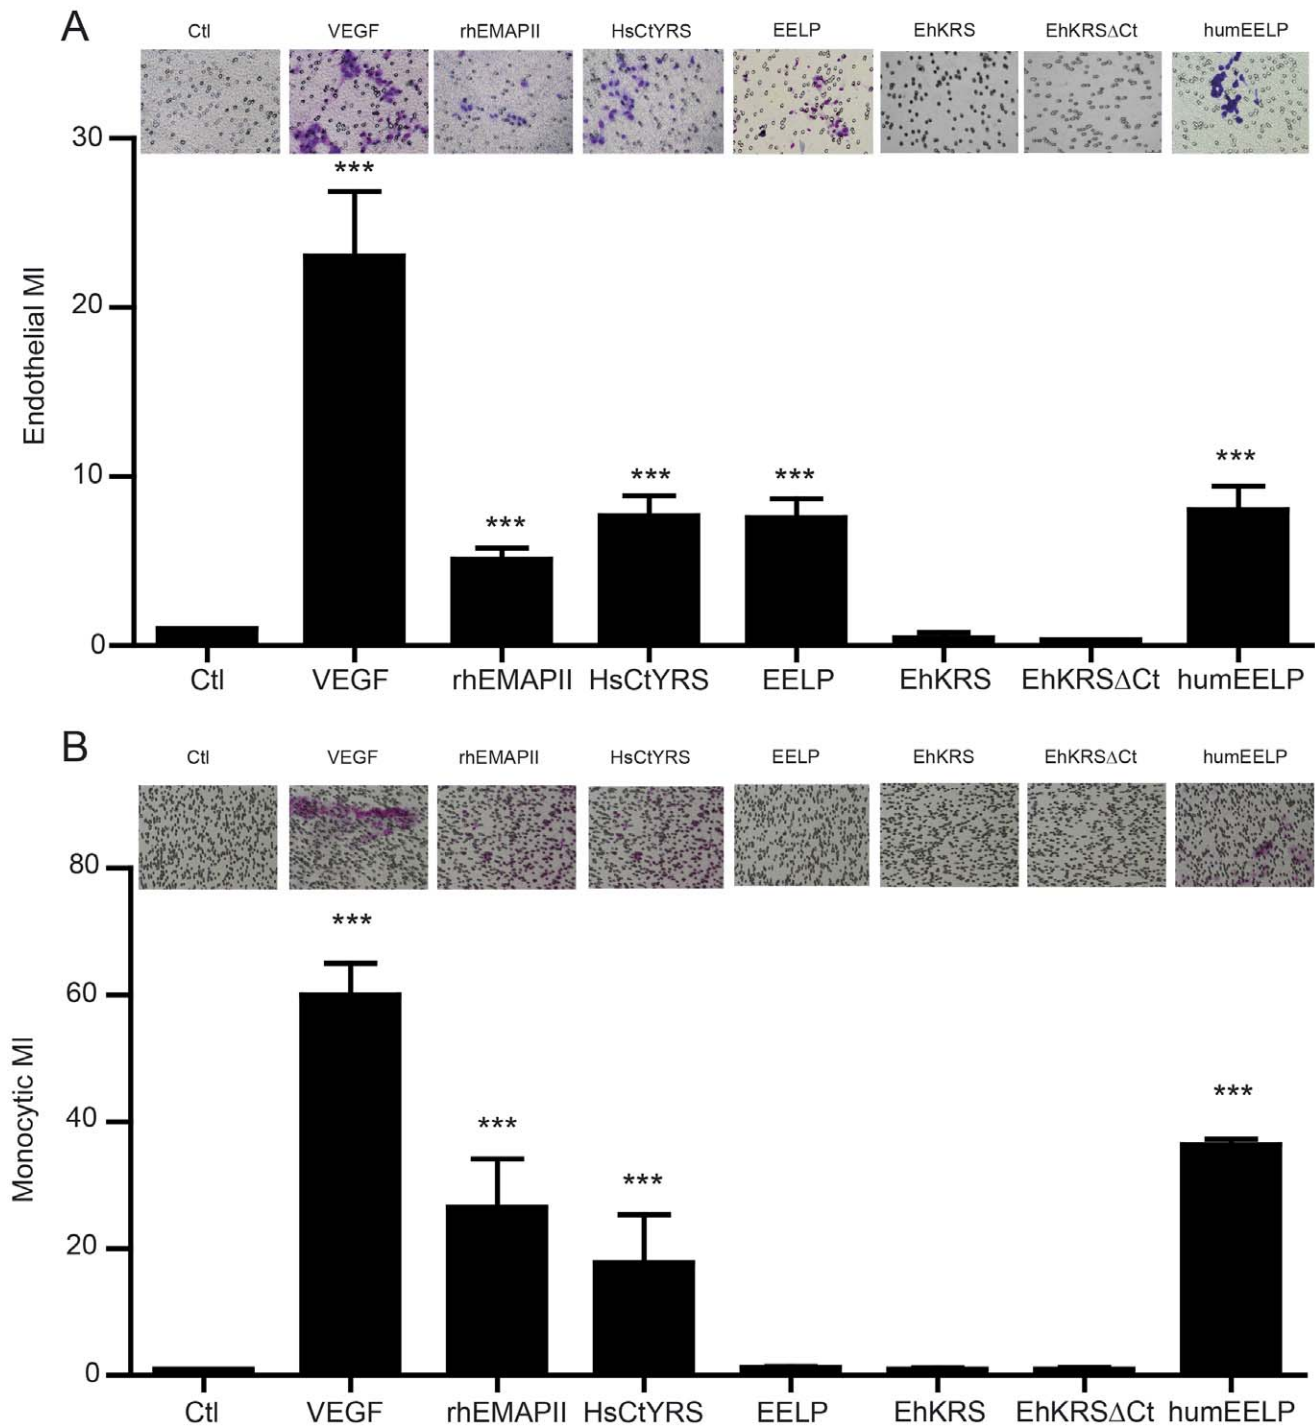 A
Ctl VEGF rhEMAPII HsCtYRS EELP EhKRS EhKRSΔCt humEELP
30
***
20
Endothelial MI
10
*** *** *** ***
0
Ctl VEGF rhEMAPII HsCtYRS EELP EhKRS EhKRSΔCt humEELP
B
Ctl VEGF rhEMAPII HsCtYRS EELP EhKRS EhKRSΔCt humEELP
80
***
60
Monocytic MI
40
*** *** ***
20
0
Ctl VEGF rhEMAPII HsCtYRS EELP EhKRS EhKRSΔCt humEELP